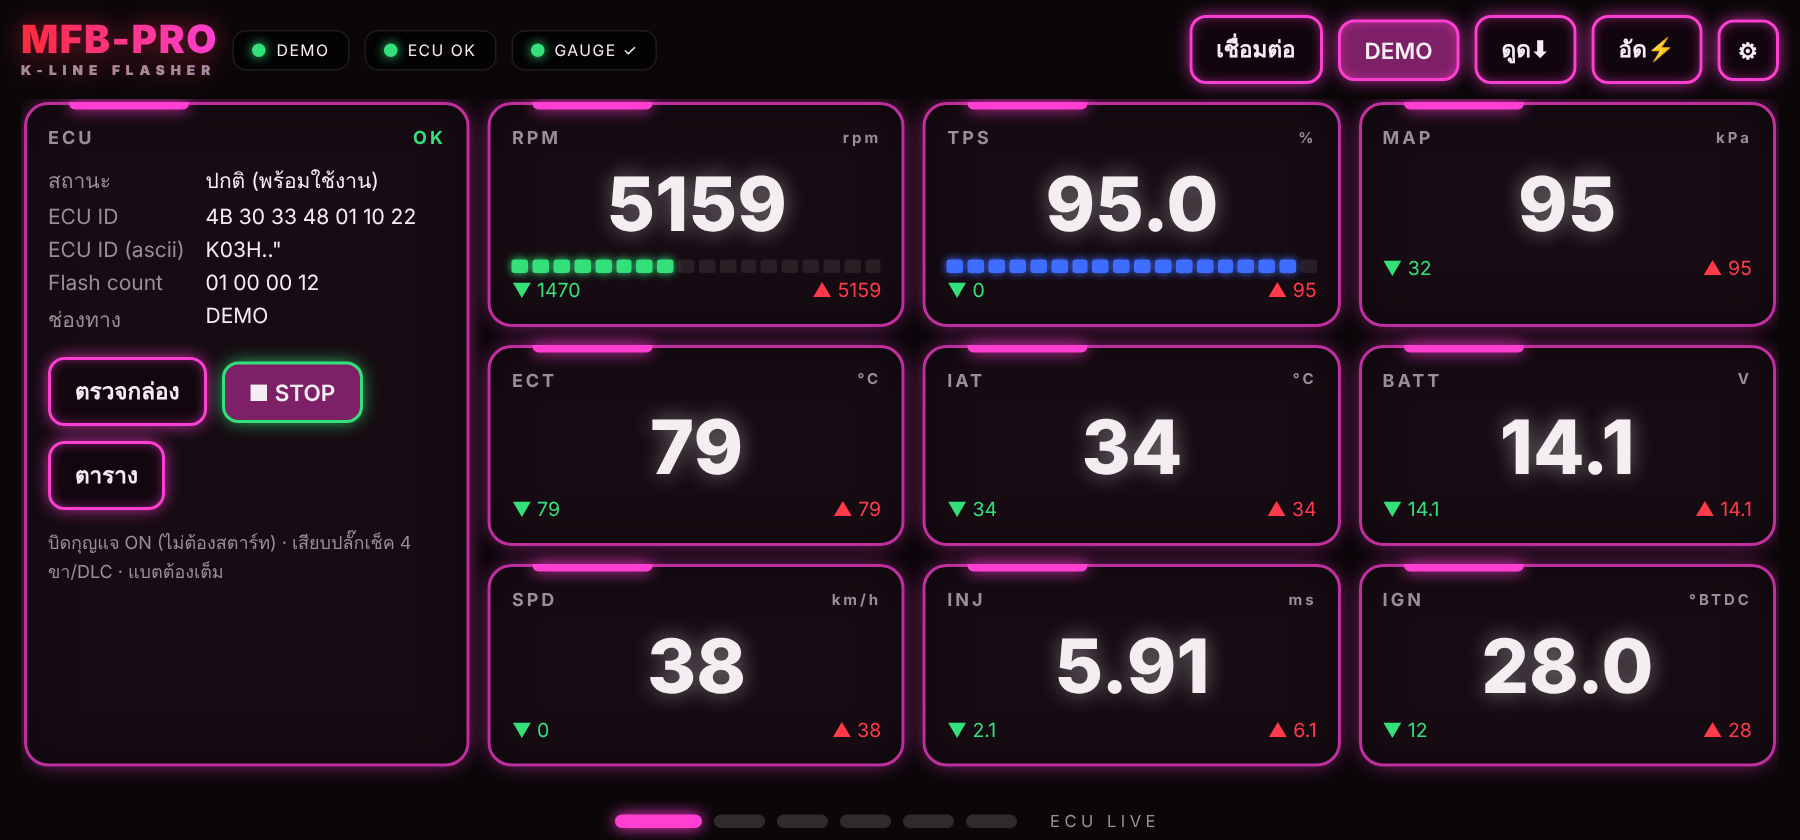 MFB-PRO
K-LINE FLASHER
DEMO
ECU OK
GAUGE ✓
เชื่อมต่อ
DEMO
ดูด⬇
อัด⚡
⚙
ECU OK
สถานะ ปกติ (พร้อมใช้งาน)
ECU ID 4B 30 33 48 01 10 22
ECU ID (ascii) K03H.."
Flash count 01 00 00 12
ช่องทาง DEMO
ตรวจกล่อง
■ STOP
ตาราง
บิดกุญแจ ON (ไม่ต้องสตาร์ท) · เสียบปลั๊กเช็ค 4
ขา/DLC · แบตต้องเต็ม
RPM rpm
5159
▼ 1470 ▲ 5159
TPS %
95.0
▼ 0 ▲ 95
MAP kPa
95
▼ 32 ▲ 95
ECT °C
79
▼ 79 ▲ 79
IAT °C
34
▼ 34 ▲ 34
BATT V
14.1
▼ 14.1 ▲ 14.1
SPD km/h
38
▼ 0 ▲ 38
INJ ms
5.91
▼ 2.1 ▲ 6.1
IGN °BTDC
28.0
▼ 12 ▲ 28
ECU LIVE